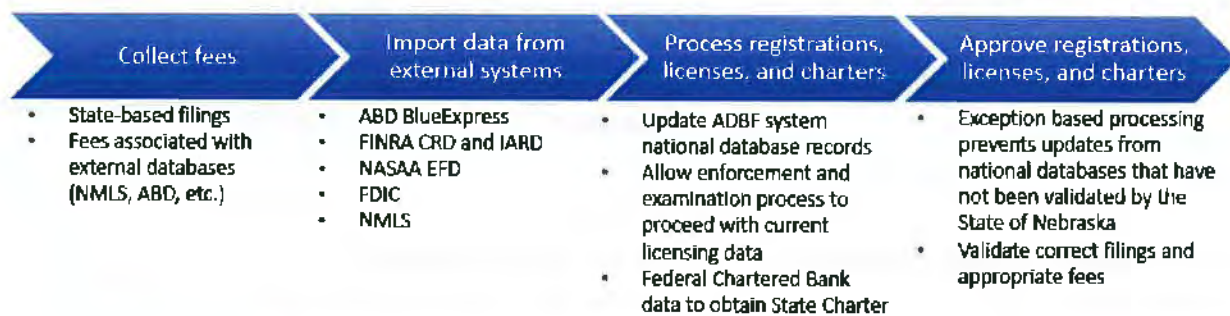 Collect fees
• State-based filings
• Fees associated with
external databases
(NMLS, ABD, etc.)
Import data from
external systems
• ABD BlueExpress
• FINRA CRD and IARD
• NASAA EFD
• FDIC
• NMLS
Process registrations,
licenses, and charters
• Update ADBF system
national database records
• Allow enforcement and
examination process to
proceed with current
licensing data
• Federal Chartered Bank
data to obtain State Charter
Approve registrations,
licenses, and charters
• Exception based processing
prevents updates from
national databases that have
not been validated by the
State of Nebraska
• Validate correct filings and
appropriate fees